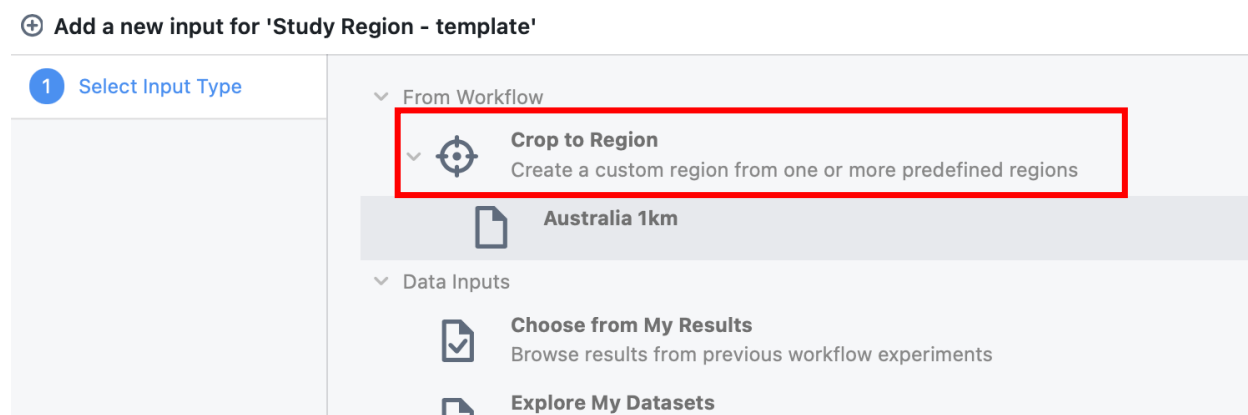 Add a new input for 'Study Region - template'
1 Select Input Type
From Workflow
Crop to Region
Create a custom region from one or more predefined regions
Australia 1km
Data Inputs
Choose from My Results
Browse results from previous workflow experiments
Explore My Datasets